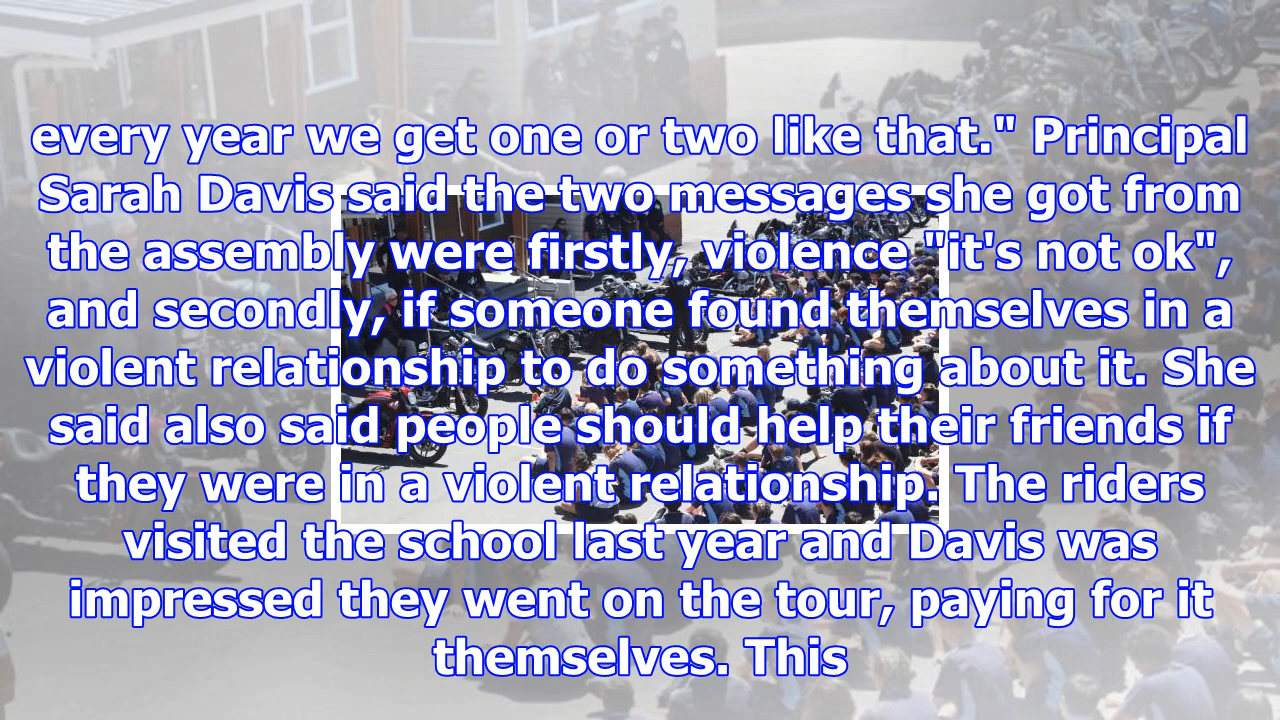 every year we get one or two like that." Principal
Sarah Davis said the two messages she got from
the assembly were firstly, violence "it's not ok",
and secondly, if someone found themselves in a
violent relationship to do something about it. She
said also said people should help their friends if
they were in a violent relationship. The riders
visited the school last year and Davis was
impressed they went on the tour, paying for it
themselves. This